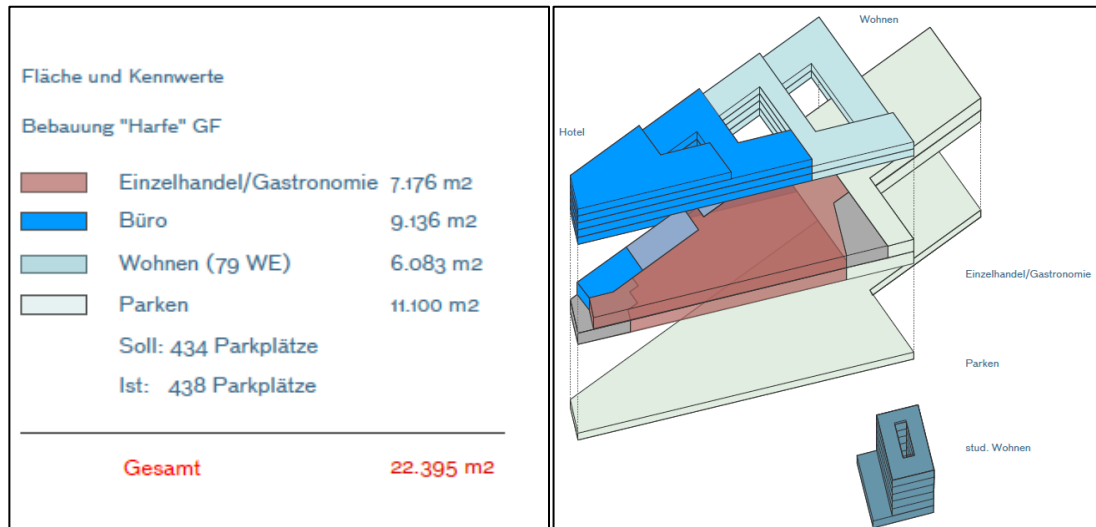 Fläche und Kennwerte
Bebauung "Harfe" GF
Einzelhandel/Gastronomie 7.176 m2
Büro 9.136 m2
Wohnen (79 WE) 6.083 m2
Parken 11.100 m2
Soll: 434 Parkplätze
Ist: 438 Parkplätze
Gesamt 22.395 m2
Wohnen
Hotel
Einzelhandel/Gastronomie
Parken
stud. Wohnen